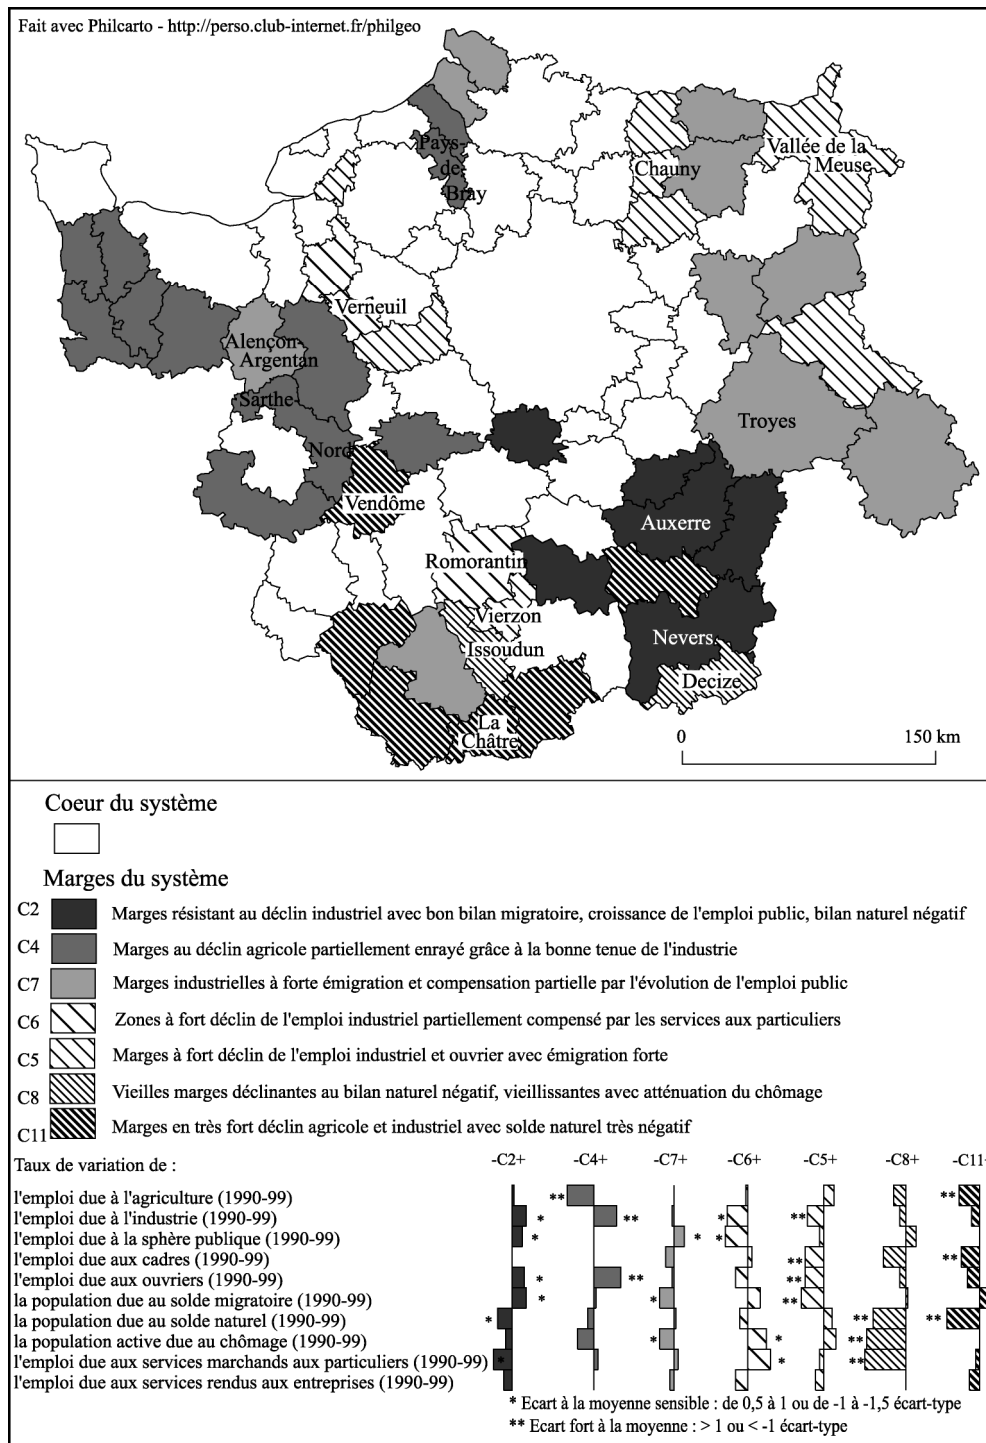 Fait avec Philcarto - http://perso.club-internet.fr/philgeo
Pays-
de-
Bray
Chauny
Vallée de la
Meuse
Verneuil
Alençon-
Argentan
Sarthe-
Nord
Troyes
Vendôme
Auxerre
Romorantin
Vierzon
Nevers
Issoudun
Decize
La
Châtre
0 150 km
Coeur du système
Marges du système
C2 Marges résistant au déclin industriel avec bon bilan migratoire, croissance de l'emploi public, bilan naturel négatif
C4 Marges au déclin agricole partiellement enrayé grâce à la bonne tenue de l'industrie
C7 Marges industrielles à forte émigration et compensation partielle par l'évolution de l'emploi public
C6 Zones à fort déclin de l'emploi industriel partiellement compensé par les services aux particuliers
C5 Marges à fort déclin de l'emploi industriel et ouvrier avec émigration forte
C8 Vieilles marges déclinantes au bilan naturel négatif, vieillissantes avec atténuation du chômage
C11 Marges en très fort déclin agricole et industriel avec solde naturel très négatif
Taux de variation de : -C2+ -C4+ -C7+ -C6+ -C5+ -C8+ -C11+
l'emploi due à l'agriculture (1990-99) ** **
l'emploi due à l'industrie (1990-99) * ** * **
l'emploi due à la sphère publique (1990-99) * * *
l'emploi due aux cadres (1990-99) ** **
l'emploi due aux ouvriers (1990-99) * ** **
la population due au solde migratoire (1990-99) * * **
la population due au solde naturel (1990-99) * ** **
la population active due au chômage (1990-99) * * **
l'emploi due aux services marchands aux particuliers (1990-99) * * **
l'emploi due aux services rendus aux entreprises (1990-99)
* Ecart à la moyenne sensible : de 0,5 à 1 ou de -1 à -1,5 écart-type
** Ecart fort à la moyenne : > 1 ou < -1 écart-type